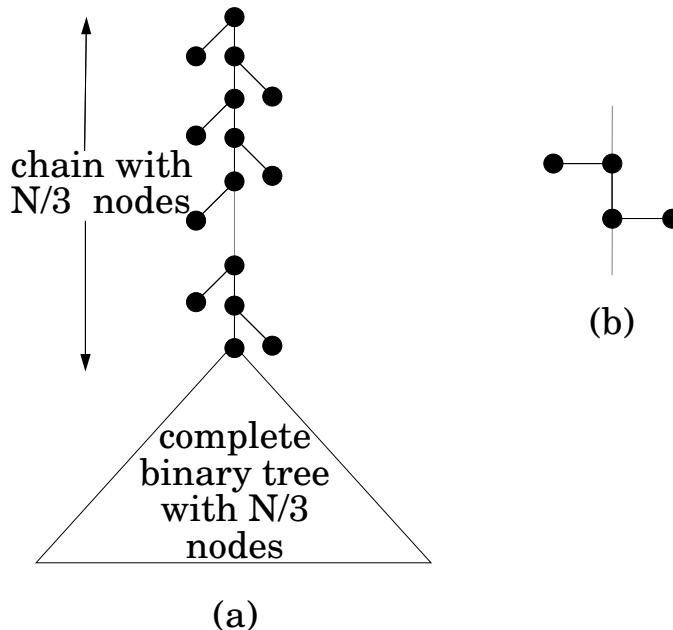 chain with
N/3 nodes
(b)
complete
binary tree
with N/3
nodes
(a)